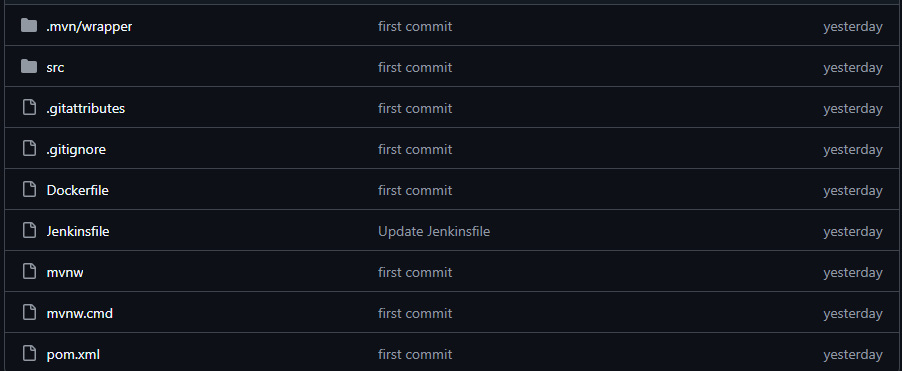 .mvn/wrapper first commit yesterday
src first commit yesterday
.gitattributes first commit yesterday
.gitignore first commit yesterday
Dockerfile first commit yesterday
Jenkinsfile Update Jenkinsfile yesterday
mvnw first commit yesterday
mvnw.cmd first commit yesterday
pom.xml first commit yesterday